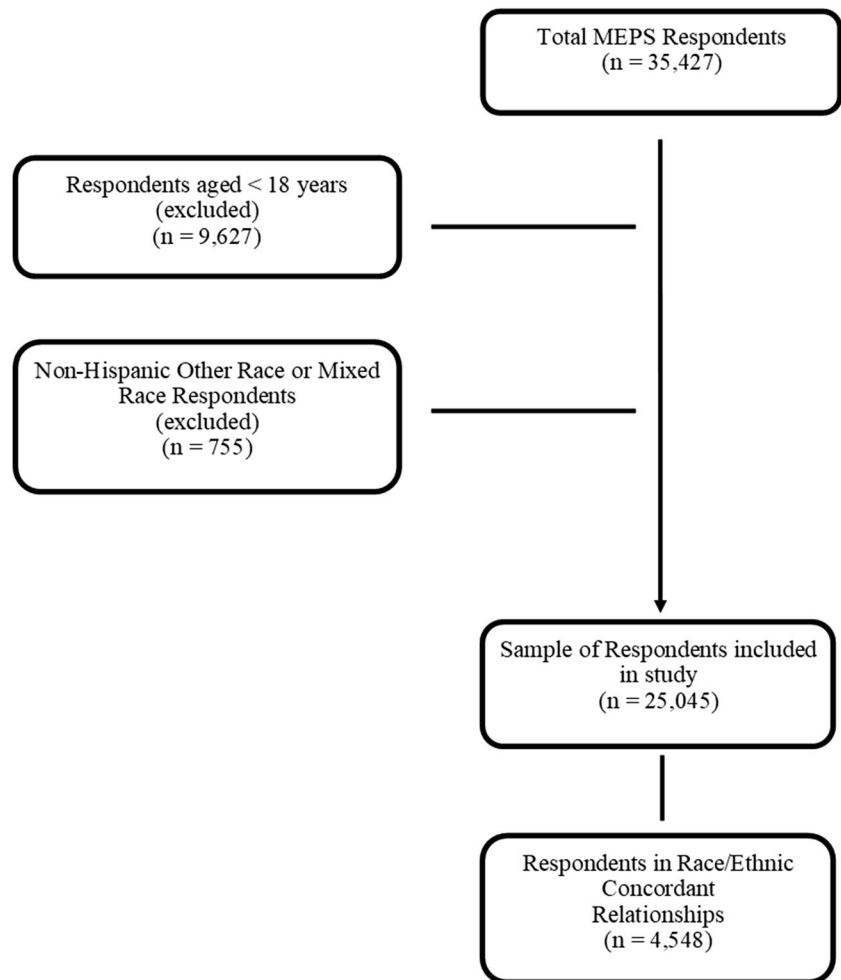 Total MEPS Respondents
(n = 35,427)
Respondents aged < 18 years
(excluded)
(n = 9,627)
Non-Hispanic Other Race or Mixed
Race Respondents
(excluded)
(n = 755)
Sample of Respondents included
in study
(n = 25,045)
Respondents in Race/Ethnic
Concordant
Relationships
(n = 4,548)